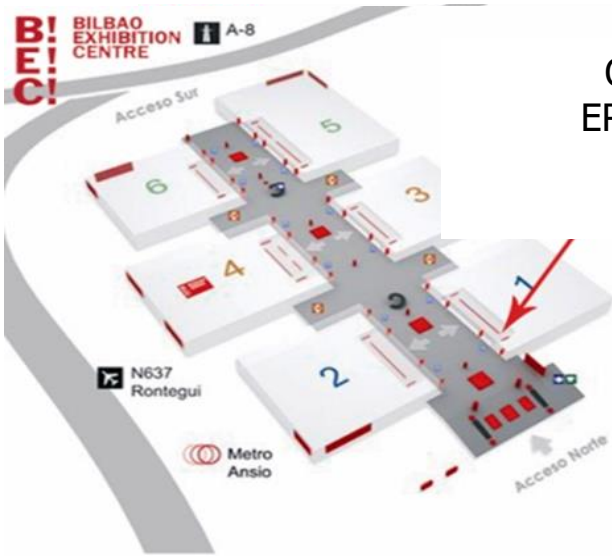 B! BILBAO
E! EXHIBITION
C! CENTRE
A-8
Acceso Sur
5
6
3
4
1
2
N637
Rontegui
Metro
Ansio
Acceso Norte